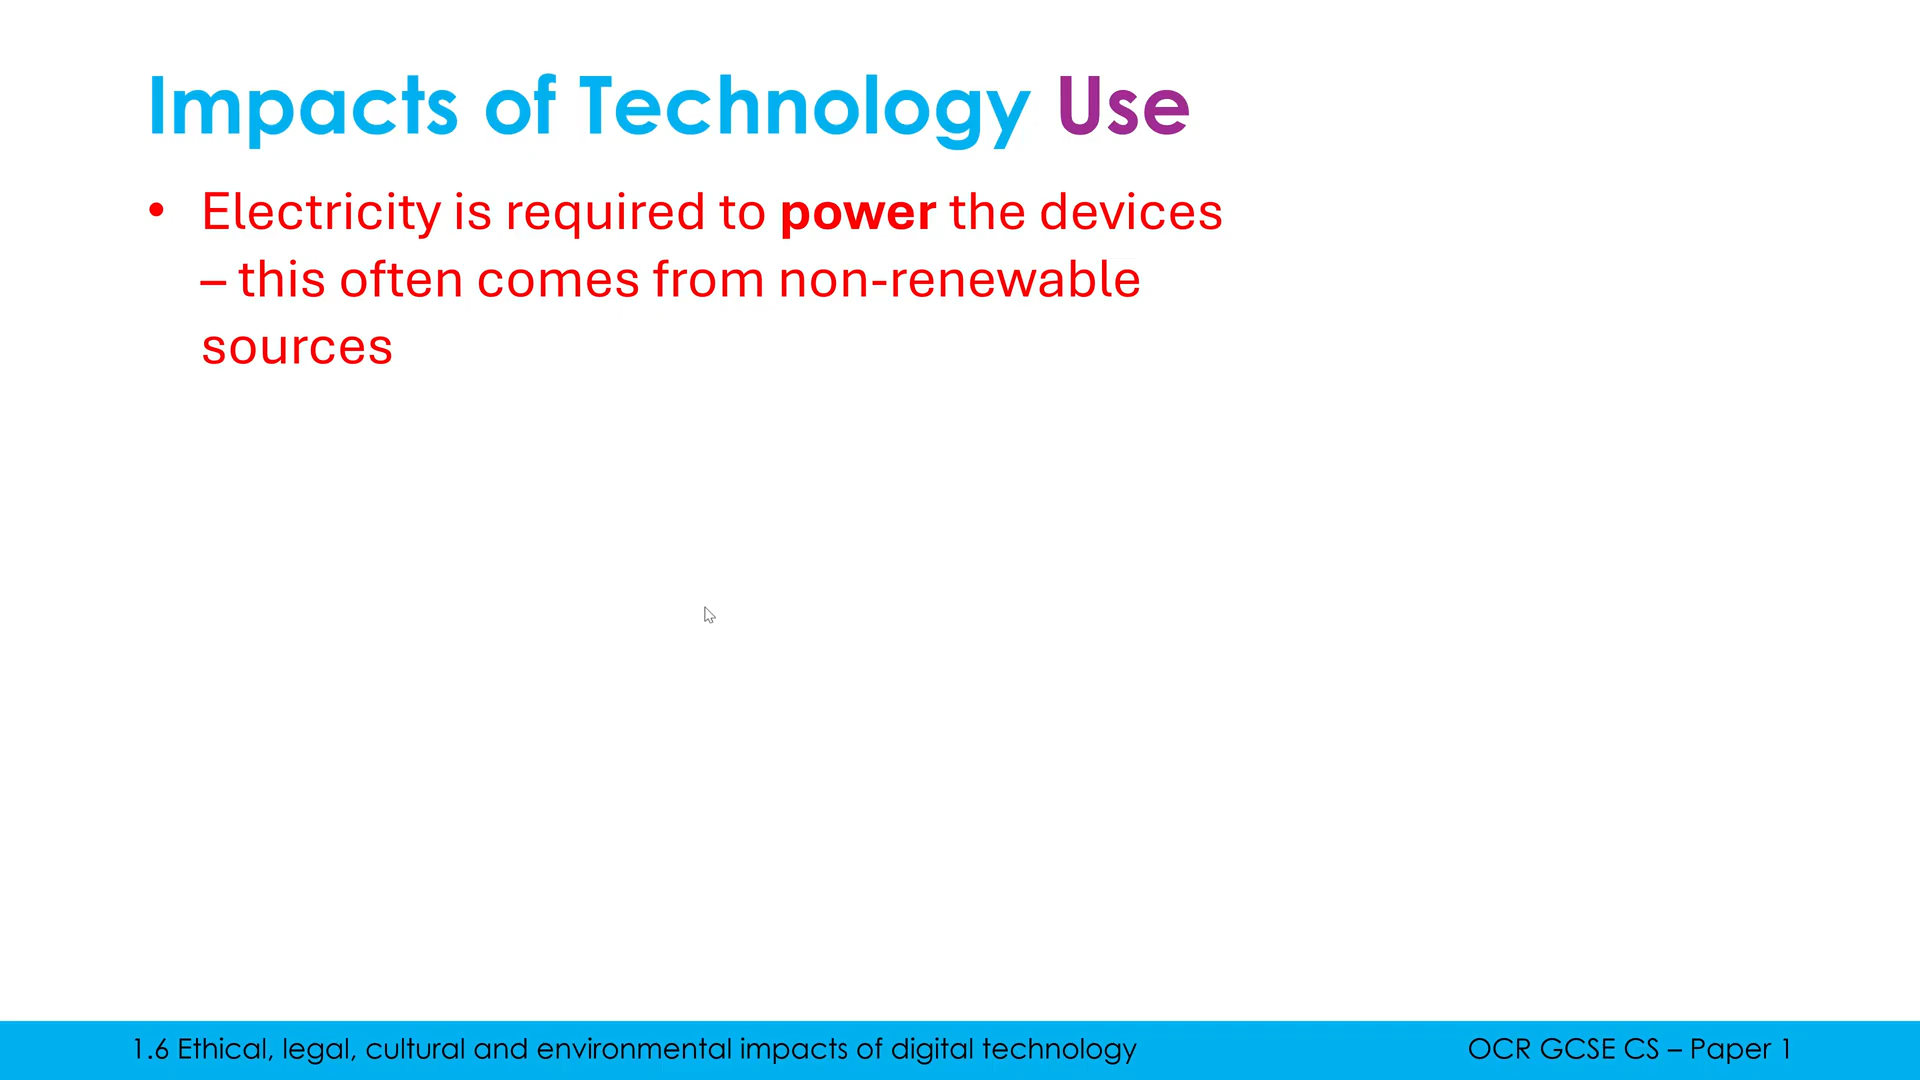 Impacts of Technology Use
• Electricity is required to power the devices
– this often comes from non-renewable
sources
1.6 Ethical, legal, cultural and environmental impacts of digital technology
OCR GCSE CS – Paper 1